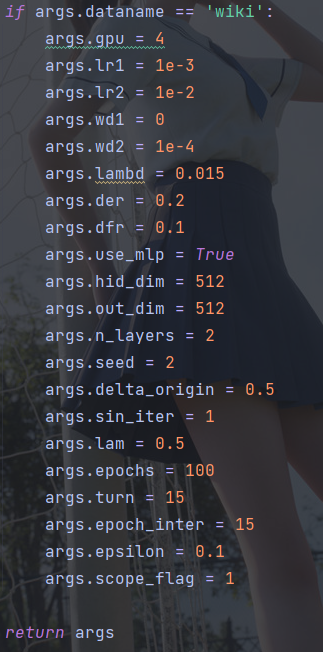 if args.dataname == 'wiki':
    args.gpu = 4
    args.lr1 = 1e-3
    args.lr2 = 1e-2
    args.wd1 = 0
    args.wd2 = 1e-4
    args.lambd = 0.015
    args.der = 0.2
    args.dfr = 0.1
    args.use_mlp = True
    args.hid_dim = 512
    args.out_dim = 512
    args.n_layers = 2
    args.seed = 2
    args.delta_origin = 0.5
    args.sin_iter = 1
    args.lam = 0.5
    args.epochs = 100
    args.turn = 15
    args.epoch_inter = 15
    args.epsilon = 0.1
    args.scope_flag = 1
return args